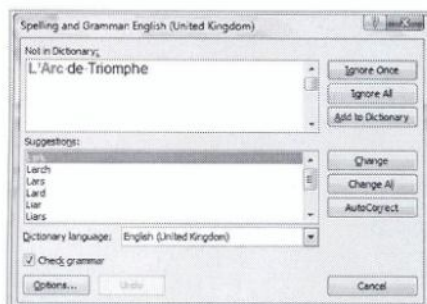 Spelling and Grammar: English (United Kingdom)
Not in Dictionary:
L'Arc·de·Triomphe
Ignore Once
Ignore All
Add to Dictionary
Suggestions:
Larch
Lars
Lard
Liar
Liars
Change
Change All
AutoCorrect
Dictionary language: English (United Kingdom)
Check grammar
Options...
Undo
Cancel